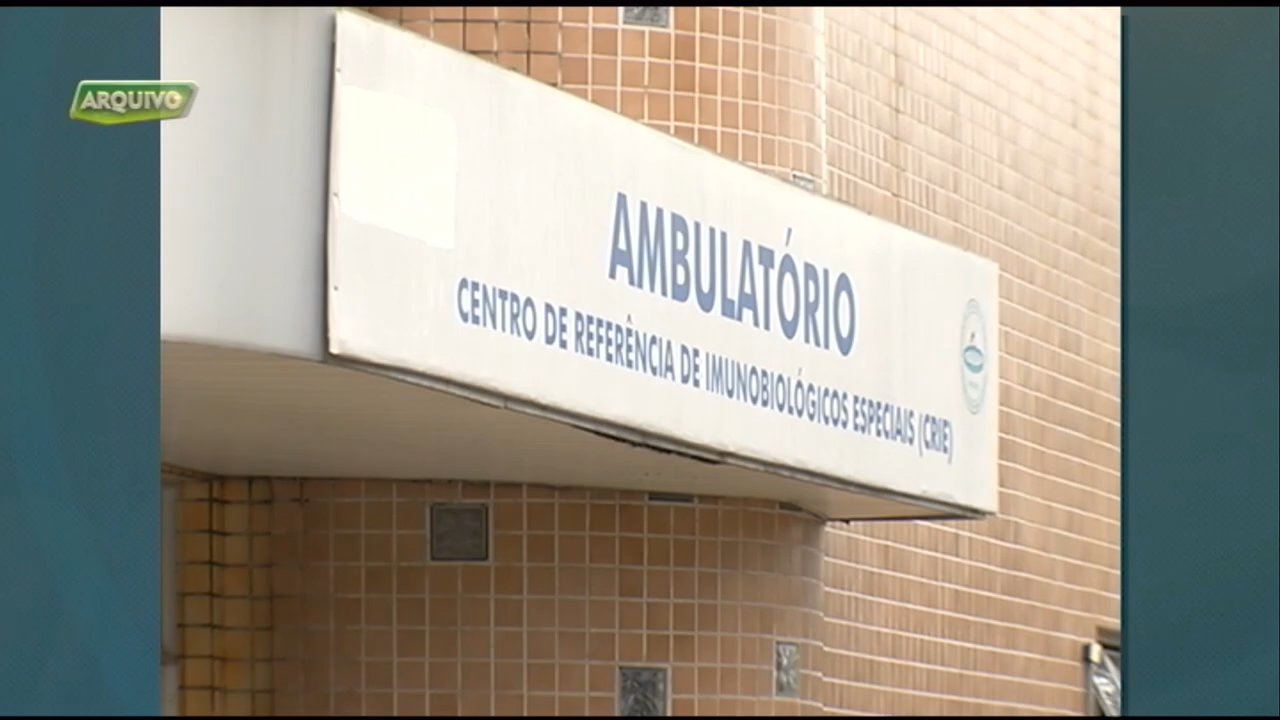 ARQUIVO
AMBULATÓRIO
CENTRO DE REFERÊNCIA DE IMUNOBIOLÓGICOS ESPECIAIS (CRIE)